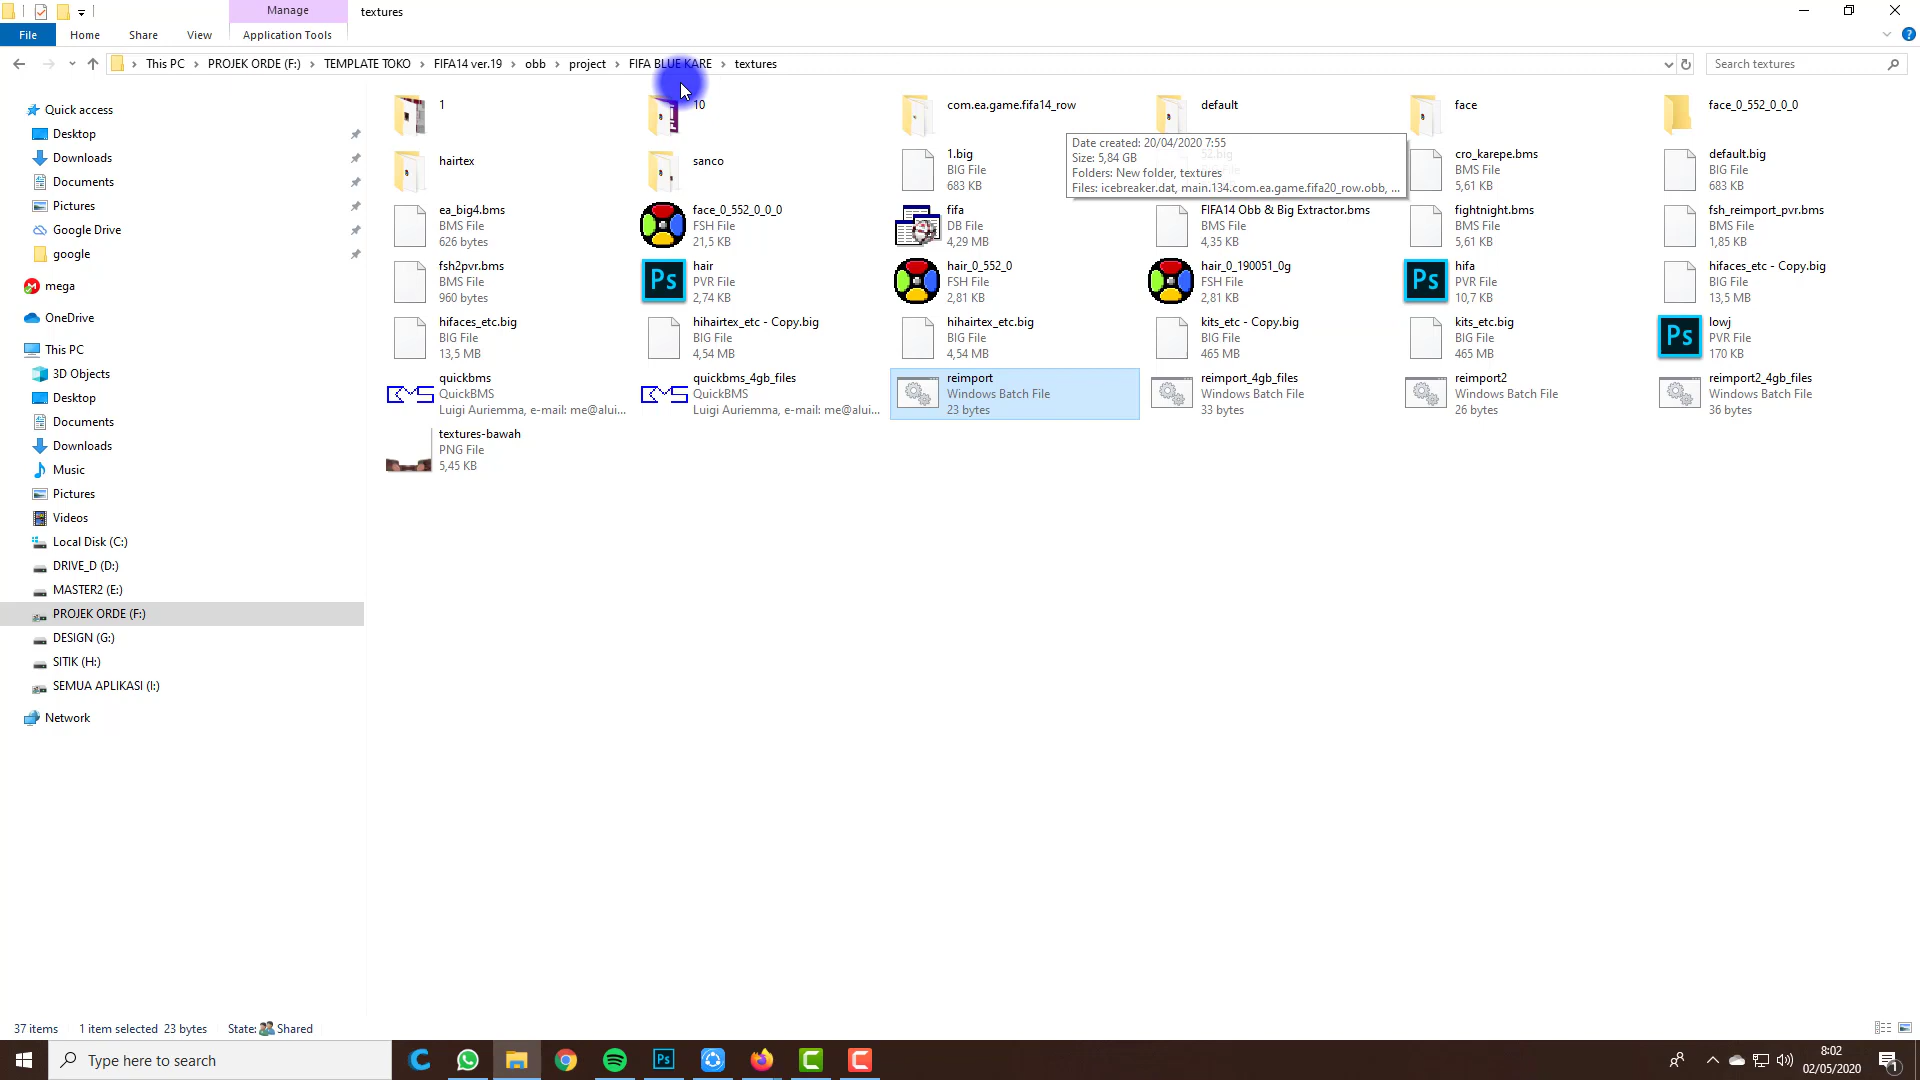 Manage
textures
File
Home
Share
View
Application Tools
This PC
PROJEK ORDE (F:)
TEMPLATE TOKO
FIFA14 ver.19
obb
project
FIFA BLUE KARE
textures
Search textures
Quick access
Desktop
Downloads
Documents
Pictures
Google Drive
google
mega
OneDrive
This PC
3D Objects
Desktop
Documents
Downloads
Music
Pictures
Videos
Local Disk (C:)
DRIVE_D (D:)
MASTER2 (E:)
PROJEK ORDE (F:)
DESIGN (G:)
SITIK (H:)
SEMUA APLIKASI (I:)
Network
1
10
com.ea.game.fifa14_row
default
face
face_0_552_0_0_0
hairtex
sanco
1.big
BIG File
683 KB
Date created: 20/04/2020 7:55
Size: 5,84 GB
Folders: New folder, textures
Files: icebreaker.dat, main.134.com.ea.game.fifa20_row.obb, ...
52.big
cro_karepe.bms
BMS File
5,61 KB
default.big
BIG File
683 KB
ea_big4.bms
BMS File
626 bytes
face_0_552_0_0_0
FSH File
21,5 KB
fifa
DB File
4,29 MB
FIFA14 Obb & Big Extractor.bms
BMS File
4,35 KB
fightnight.bms
BMS File
5,61 KB
fsh_reimport_pvr.bms
BMS File
1,85 KB
fsh2pvr.bms
BMS File
960 bytes
hair
PVR File
2,74 KB
hair_0_552_0
FSH File
2,81 KB
hair_0_190051_0g
FSH File
2,81 KB
hifa
PVR File
10,7 KB
hifaces_etc - Copy.big
BIG File
13,5 MB
hifaces_etc.big
BIG File
13,5 MB
hihairtex_etc - Copy.big
BIG File
4,54 MB
hihairtex_etc.big
BIG File
4,54 MB
kits_etc - Copy.big
BIG File
465 MB
kits_etc.big
BIG File
465 MB
lowj
PVR File
170 KB
quickbms
QuickBMS
Luigi Auriemma, e-mail: me@alui...
quickbms_4gb_files
QuickBMS
Luigi Auriemma, e-mail: me@alui...
reimport
Windows Batch File
23 bytes
reimport_4gb_files
Windows Batch File
33 bytes
reimport2
Windows Batch File
26 bytes
reimport2_4gb_files
Windows Batch File
36 bytes
textures-bawah
PNG File
5,45 KB
37 items
1 item selected 23 bytes
State: Shared
Type here to search
8:02
02/05/2020